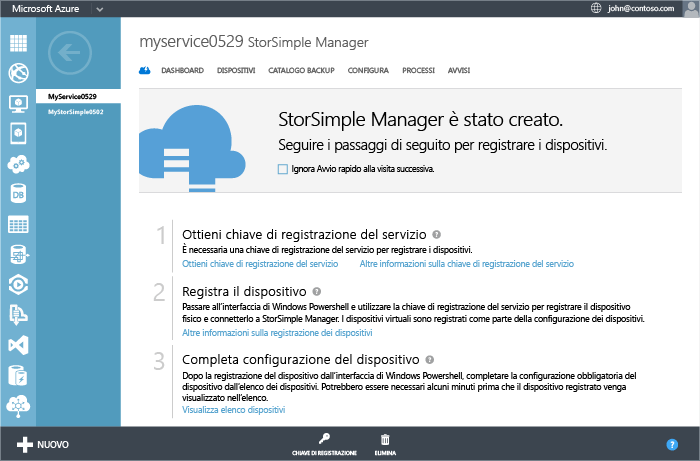 Microsoft Azure
john@contoso.com
MyService0529
MyStorSimple0502
DB
myservice0529 StorSimple Manager
DASHBOARD DISPOSITIVI CATALOGO BACKUP CONFIGURA PROCESSI AVVISI
StorSimple Manager è stato creato.
Seguire i passaggi di seguito per registrare i dispositivi.
Ignora Avvio rapido alla visita successiva.
1 Ottieni chiave di registrazione del servizio ?
È necessaria una chiave di registrazione del servizio per registrare i dispositivi.
Ottieni chiave di registrazione del servizio Altre informazioni sulla chiave di registrazione del servizio
2 Registra il dispositivo ?
Passare all'interfaccia di Windows Powershell e utilizzare la chiave di registrazione del servizio per registrare il dispositivo
fisico e connetterlo a StorSimple Manager. I dispositivi virtuali sono registrati come parte della configurazione dei dispositivi.
Altre informazioni sulla registrazione dei dispositivi
3 Completa configurazione del dispositivo ?
Dopo la registrazione del dispositivo dall'interfaccia di Windows Powershell, completare la configurazione obbligatoria del
dispositivo dall'elenco dei dispositivi. Potrebbero essere necessari alcuni minuti prima che il dispositivo registrato venga
visualizzato nell'elenco.
Visualizza elenco dispositivi
NUOVO
CHIAVE DI REGISTRAZIONE ELIMINA
?